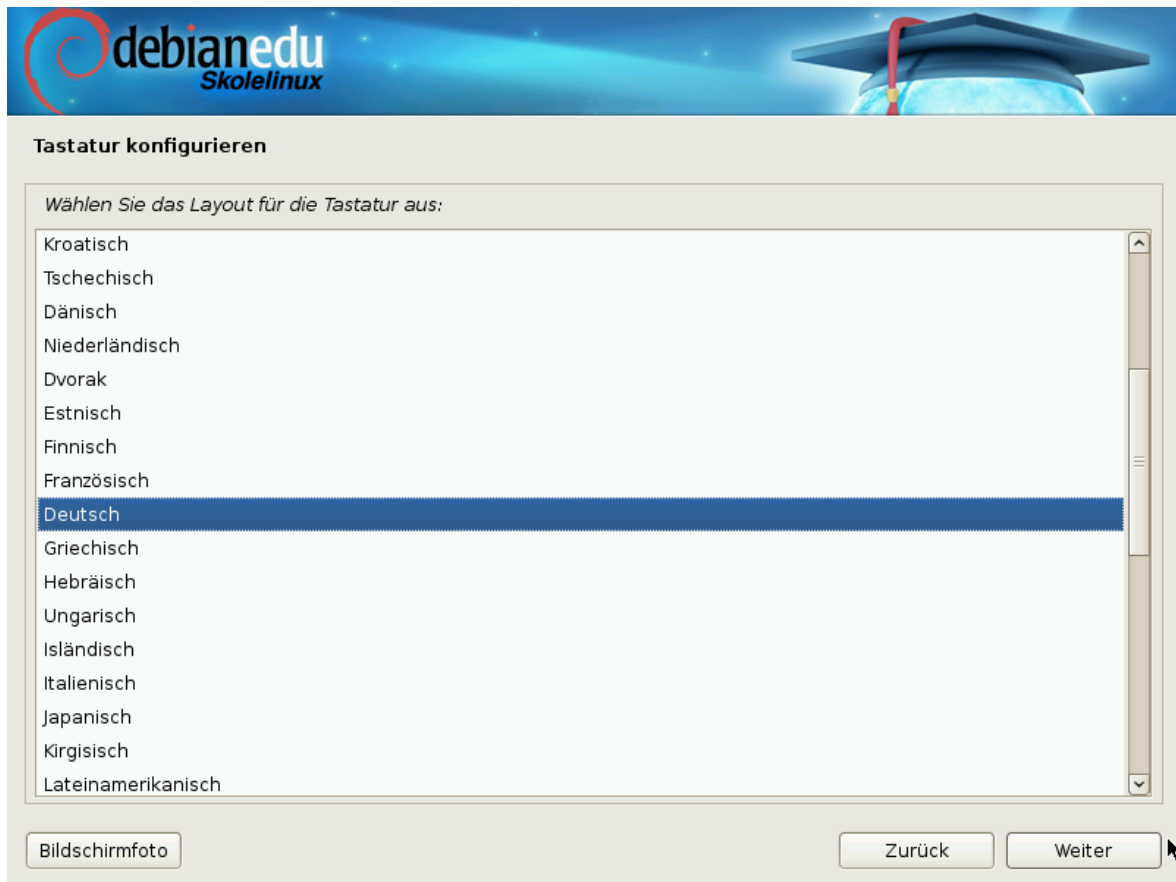 debianedu
Skolelinux
Tastatur konfigurieren
Wählen Sie das Layout für die Tastatur aus:
Kroatisch
Tschechisch
Dänisch
Niederländisch
Dvorak
Estnisch
Finnisch
Französisch
Deutsch
Griechisch
Hebräisch
Ungarisch
Isländisch
Italienisch
Japanisch
Kirgisisch
Lateinamerikanisch
Bildschirmfoto
Zurück
Weiter